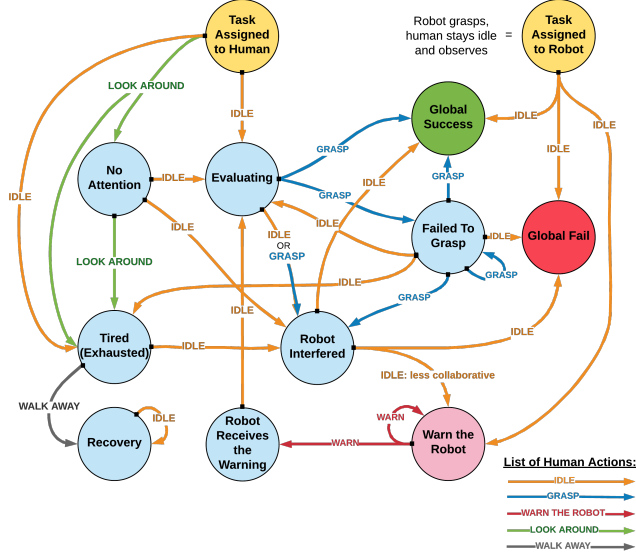 Task
Assigned
to Human
Robot grasps,
human stays idle
and observes
=
Task
Assigned
to Robot
LOOK AROUND
IDLE
IDLE
IDLE
IDLE
Global
Success
GRASP
No
Attention
IDLE
Evaluating
GRASP
IDLE
GRASP
IDLE
IDLE
IDLE
IDLE
OR
GRASP
Failed To
Grasp
IDLE
Global Fail
LOOK AROUND
GRASP
IDLE
GRASP
IDLE
Tired
(Exhausted)
IDLE
Robot
Interfered
IDLE
IDLE: less collaborative
WALK AWAY
IDLE
WARN
Recovery
Robot
Receives
the
Warning
WARN
Warn the
Robot
List of Human Actions:
IDLE
GRASP
WARN THE ROBOT
LOOK AROUND
WALK AWAY